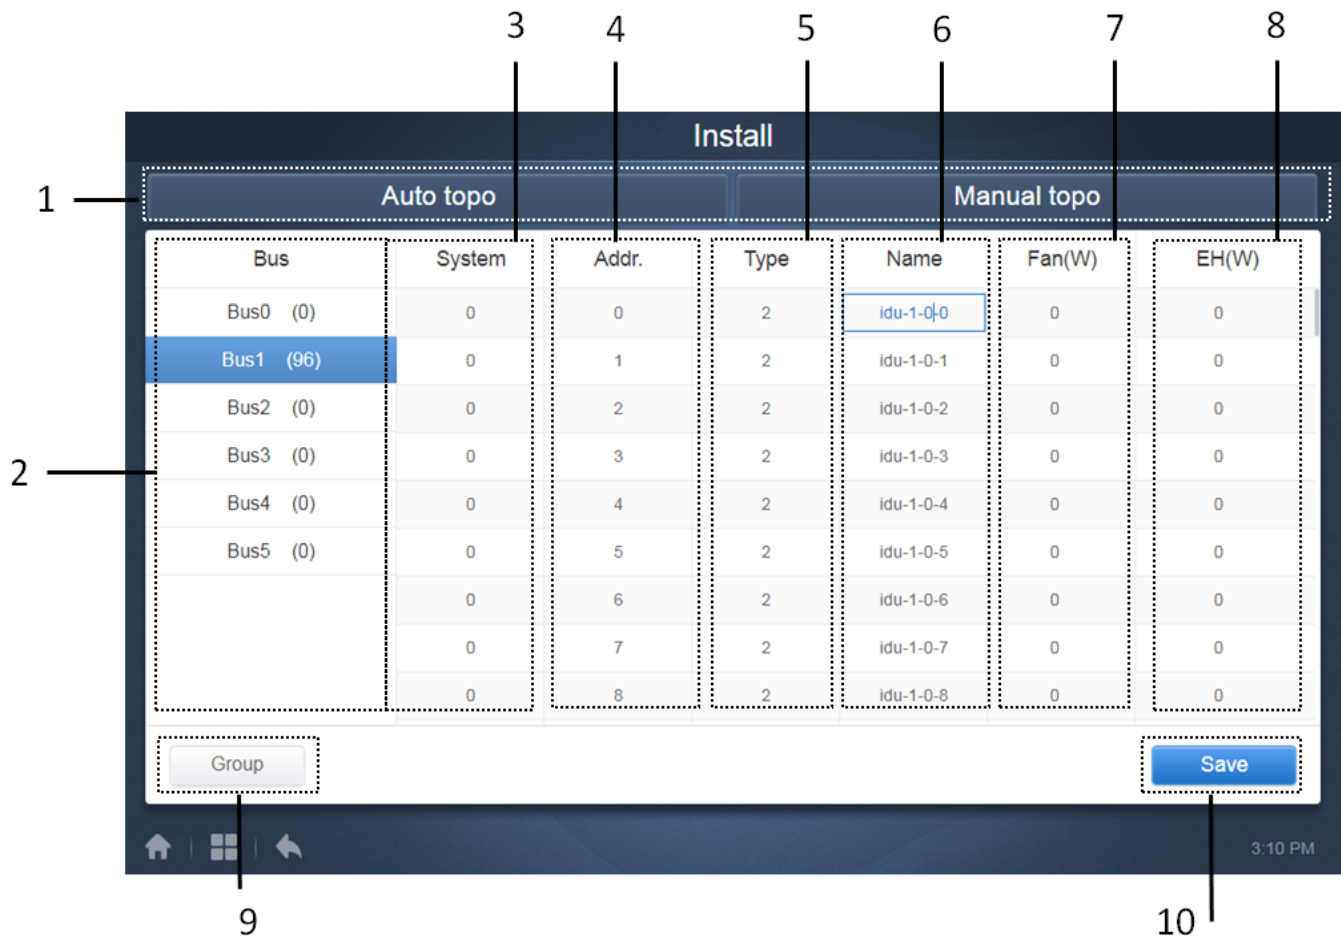 3 4 5 6 7 8
Install
1
Auto topo Manual topo
Bus System Addr. Type Name Fan(W) EH(W)
Bus0 (0) 0 0 2 idu-1-0-0 0 0
Bus1 (96) 0 1 2 idu-1-0-1 0 0
Bus2 (0) 0 2 2 idu-1-0-2 0 0
Bus3 (0) 0 3 2 idu-1-0-3 0 0
2
Bus4 (0) 0 4 2 idu-1-0-4 0 0
Bus5 (0) 0 5 2 idu-1-0-5 0 0
0 6 2 idu-1-0-6 0 0
0 7 2 idu-1-0-7 0 0
0 8 2 idu-1-0-8 0 0
Group Save
3:10 PM
9 10